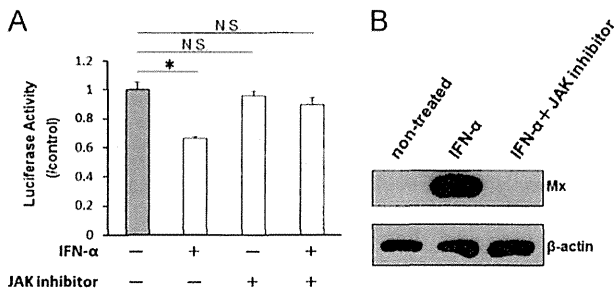 A
NS
NS
*
1.2
1
0.8
0.6
0.4
0.2
0
Luciferase Activity
(/control)
IFN-α − + − +
JAK inhibitor − − + +
B
non-treated
IFN-α
IFN-α+JAK inhibitor
Mx
β-actin